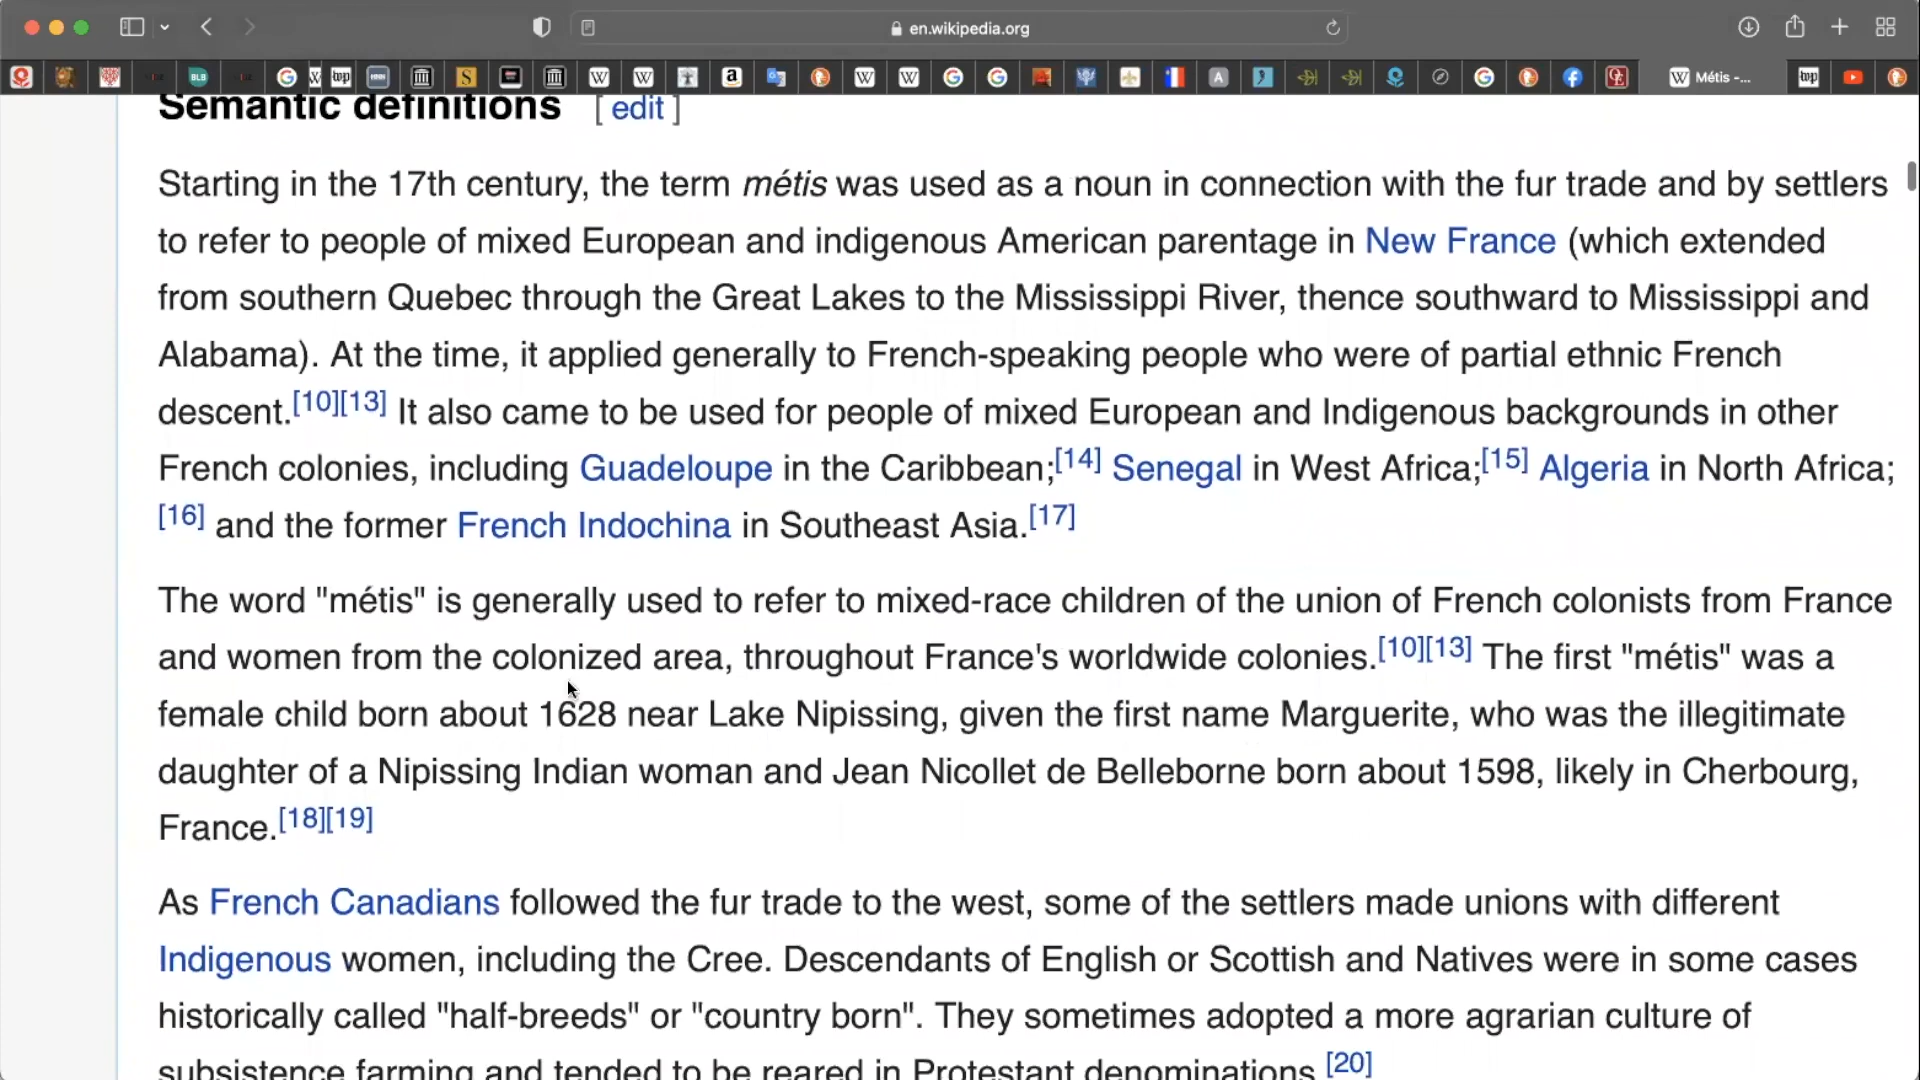 en.wikipedia.org
BLS
wp
HNN
S
W
W
a
W
W
G
G
A
G
Métis -...
wp
Semantic definitions [ edit ]
Starting in the 17th century, the term métis was used as a noun in connection with the fur trade and by settlers
to refer to people of mixed European and indigenous American parentage in New France (which extended
from southern Quebec through the Great Lakes to the Mississippi River, thence southward to Mississippi and
Alabama). At the time, it applied generally to French-speaking people who were of partial ethnic French
descent.[10][13] It also came to be used for people of mixed European and Indigenous backgrounds in other
French colonies, including Guadeloupe in the Caribbean;[14] Senegal in West Africa;[15] Algeria in North Africa;
[16] and the former French Indochina in Southeast Asia.[17]
The word "métis" is generally used to refer to mixed-race children of the union of French colonists from France
and women from the colonized area, throughout France's worldwide colonies.[10][13] The first "métis" was a
female child born about 1628 near Lake Nipissing, given the first name Marguerite, who was the illegitimate
daughter of a Nipissing Indian woman and Jean Nicollet de Belleborne born about 1598, likely in Cherbourg,
France.[18][19]
As French Canadians followed the fur trade to the west, some of the settlers made unions with different
Indigenous women, including the Cree. Descendants of English or Scottish and Natives were in some cases
historically called "half-breeds" or "country born". They sometimes adopted a more agrarian culture of
subsistence farming and tended to be reared in Protestant denominations.[20]